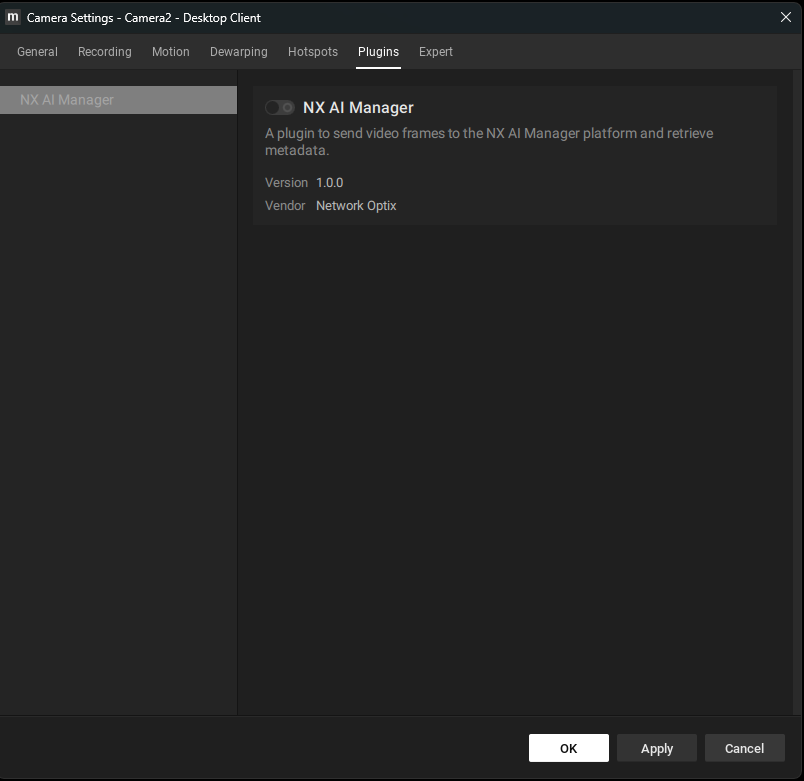 m Camera Settings - Camera2 - Desktop Client
General Recording Motion Dewarping Hotspots Plugins Expert
NX AI Manager
NX AI Manager
A plugin to send video frames to the NX AI Manager platform and retrieve
metadata.
Version 1.0.0
Vendor Network Optix
OK Apply Cancel